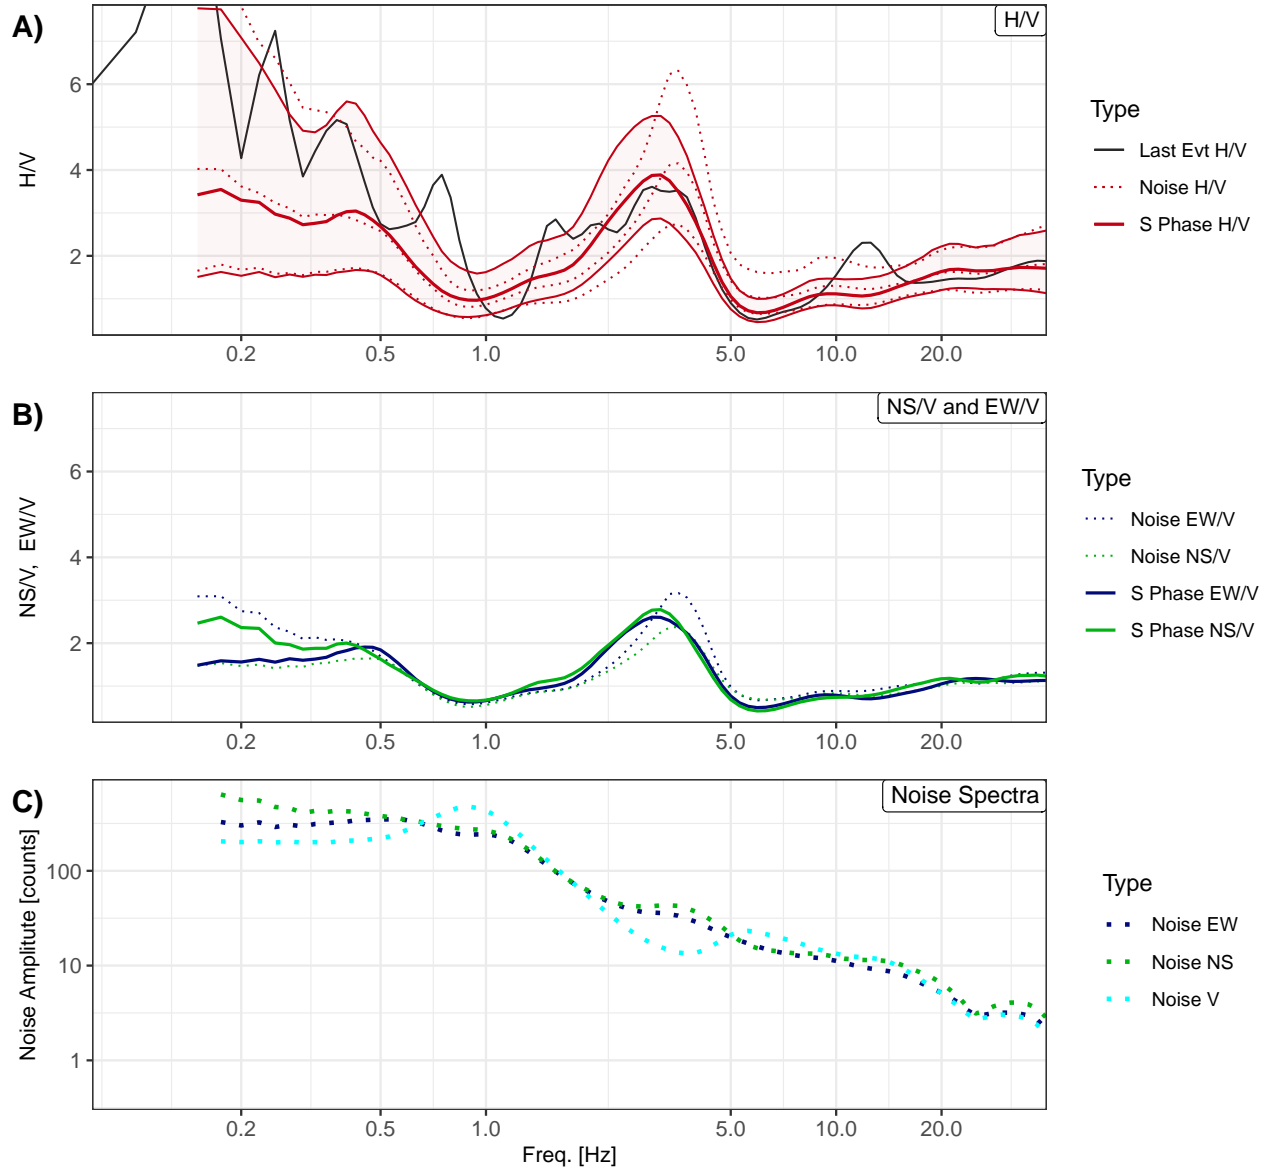 A)
H/V
6
4
2
H/V
0.2 0.5 1.0 5.0 10.0 20.0
Type
Last Evt H/V
Noise H/V
S Phase H/V
B)
NS/V and EW/V
6
4
2
NS/V, EW/V
0.2 0.5 1.0 5.0 10.0 20.0
Type
Noise EW/V
Noise NS/V
S Phase EW/V
S Phase NS/V
C)
Noise Spectra
100
10
1
Noise Amplitute [counts]
0.2 0.5 1.0 5.0 10.0 20.0
Freq. [Hz]
Type
Noise EW
Noise NS
Noise V